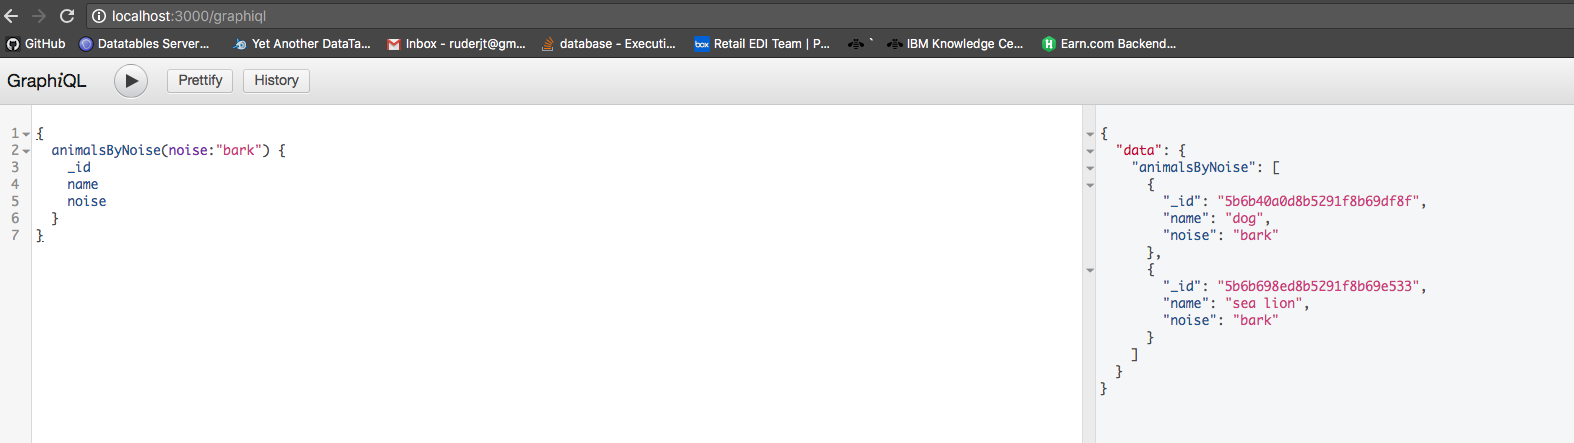 localhost:3000/graphiql
GitHub Datatables Server... Yet Another DataTa... Inbox - ruderjt@gm... database - Executi... box Retail EDI Team | P... ` IBM Knowledge Ce... H Earn.com Backend...
GraphiQL Prettify History
1 {
2 animalsByNoise(noise:"bark") {
3 _id
4 name
5 noise
6 }
7 }
{
"data": {
"animalsByNoise": [
{
"_id": "5b6b40a0d8b5291f8b69df8f",
"name": "dog",
"noise": "bark"
},
{
"_id": "5b6b698ed8b5291f8b69e533",
"name": "sea lion",
"noise": "bark"
}
]
}
}